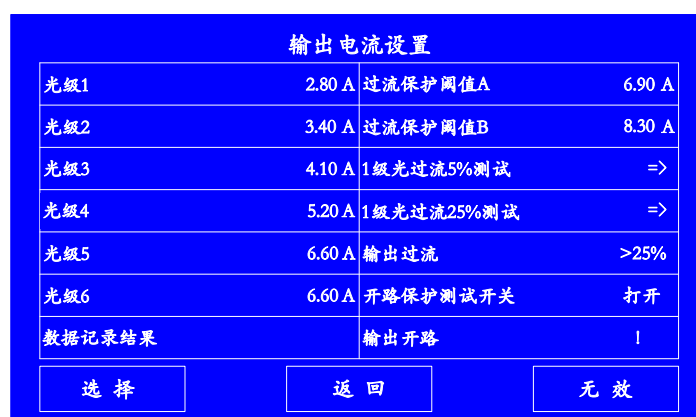 输出电流设置
光级1 2.80 A 过流保护阈值A 6.90 A
光级2 3.40 A 过流保护阈值B 8.30 A
光级3 4.10 A 1级光过流5%测试 =>
光级4 5.20 A 1级光过流25%测试 =>
光级5 6.60 A 输出过流 >25%
光级6 6.60 A 开路保护测试开关 打开
数据记录结果 输出开路 !
选 择 返 回 无 效